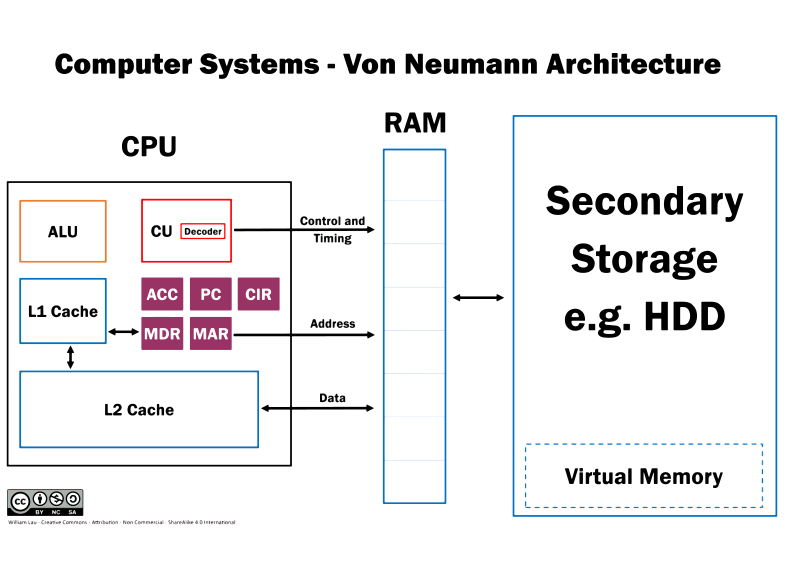 Computer Systems - Von Neumann Architecture
CPU
RAM
ALU
CU
Decoder
Control and
Timing
Secondary
Storage
e.g. HDD
L1 Cache
ACC
PC
CIR
MDR
MAR
Address
L2 Cache
Data
Virtual Memory
cc
BY NC SA
William Lau - Creative Commons - Attribution - Non Commercial - ShareAlike 4.0 International